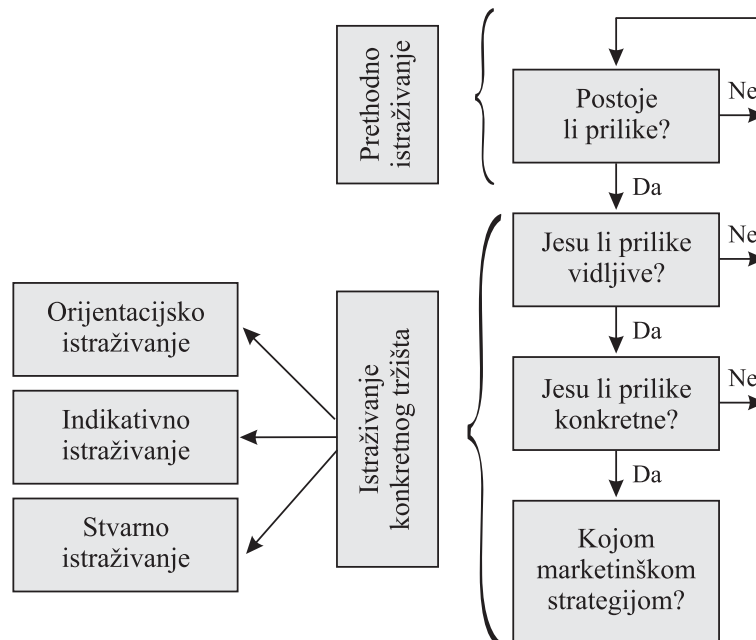 Prethodno
istraživanje
Postoje
li prilike?
Ne
Da
Jesu li prilike
vidljive?
Ne
Da
Orijentacijsko
istraživanje
Indikativno
istraživanje
Stvarno
istraživanje
Istraživanje
konkretnog tržišta
Jesu li prilike
konkretne?
Ne
Da
Kojom
marketinškom
strategijom?